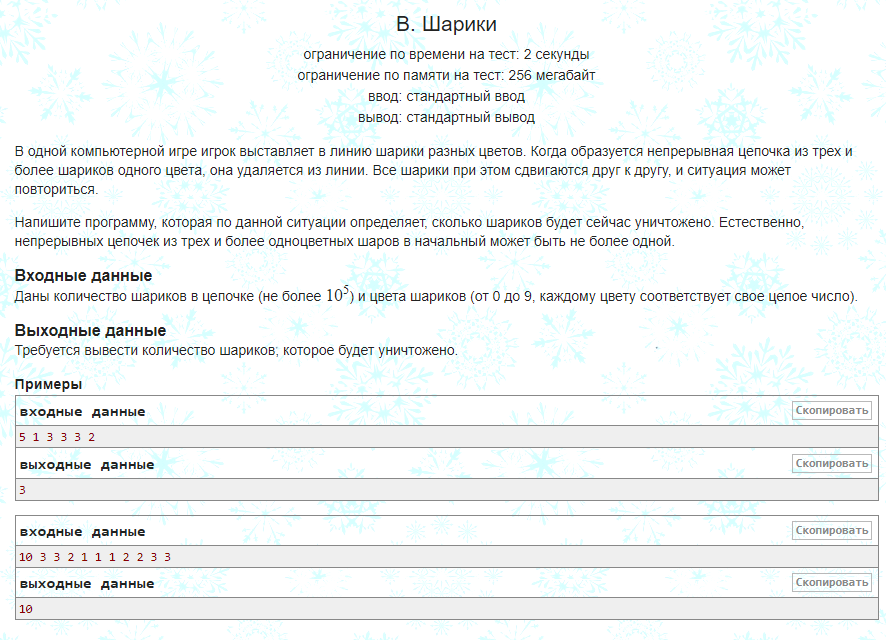 В. Шарики
ограничение по времени на тест: 2 секунды
ограничение по памяти на тест: 256 мегабайт
ввод: стандартный ввод
вывод: стандартный вывод
В одной компьютерной игре игрок выставляет в линию шарики разных цветов. Когда образуется непрерывная цепочка из трех и
более шариков одного цвета, она удаляется из линии. Все шарики при этом сдвигаются друг к другу, и ситуация может
повториться.
Напишите программу, которая по данной ситуации определяет, сколько шариков будет сейчас уничтожено. Естественно,
непрерывных цепочек из трех и более одноцветных шаров в начальный может быть не более одной.
Входные данные
Даны количество шариков в цепочке (не более 10^5) и цвета шариков (от 0 до 9, каждому цвету соответствует свое целое число).
Выходные данные
Требуется вывести количество шариков; которое будет уничтожено.
Примеры
входные данные Скопировать
5 1 3 3 3 2
выходные данные Скопировать
3
входные данные Скопировать
10 3 3 2 1 1 1 2 2 3 3
выходные данные Скопировать
10